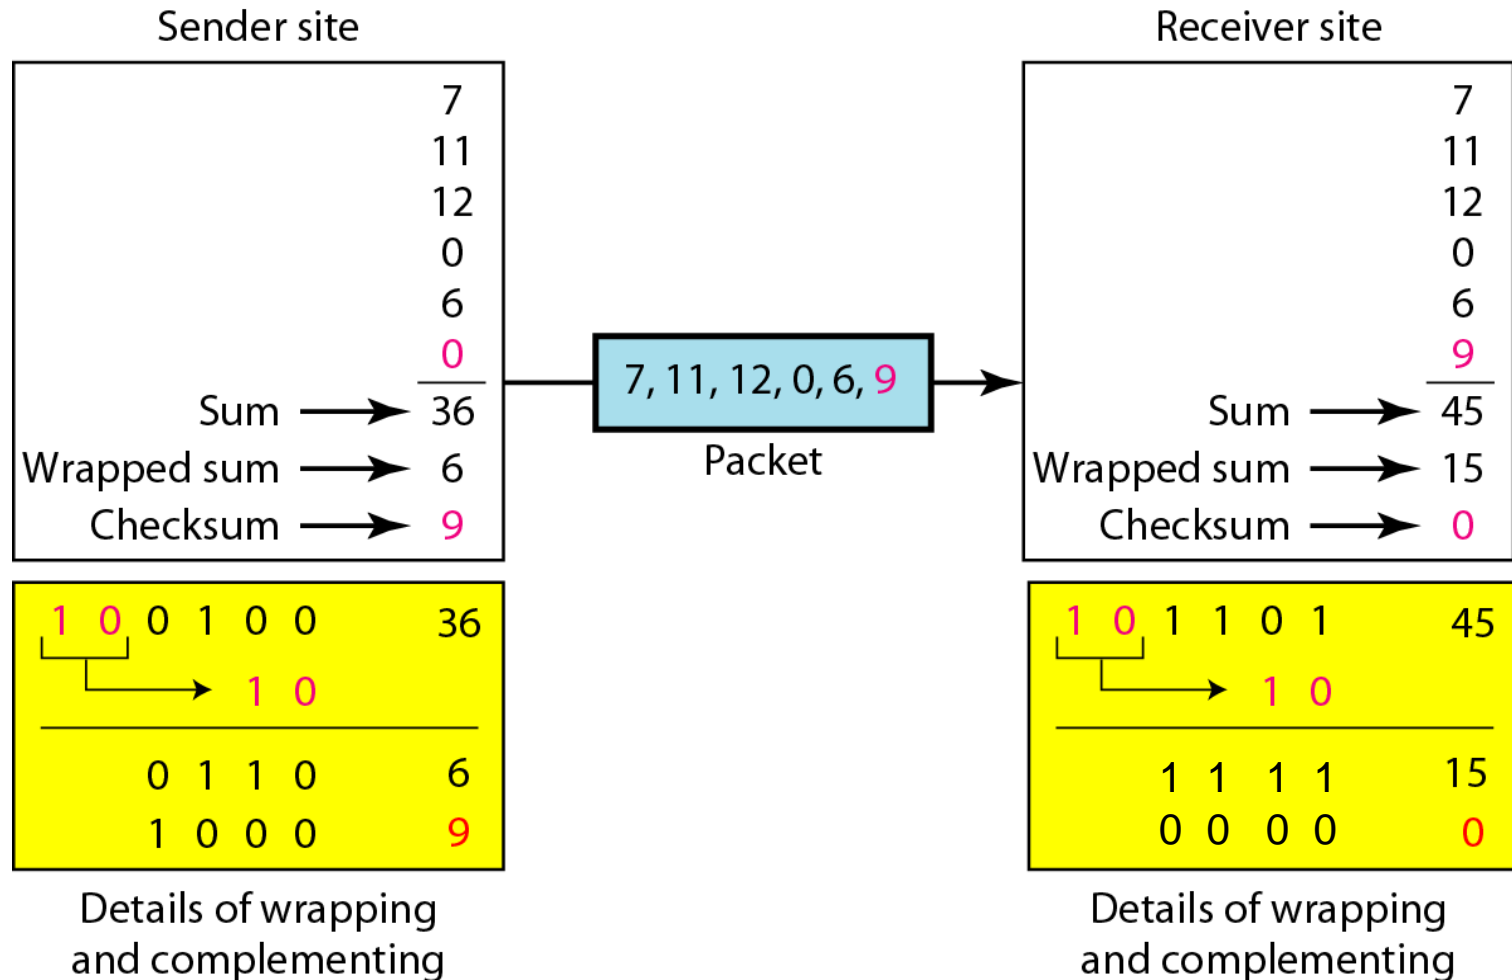 Sender site
7
11
12
0
6
0
Sum 36
Wrapped sum 6
Checksum 9
1 0 0 1 0 0 36
1 0
0 1 1 0 6
1 0 0 0 9
Details of wrapping
and complementing
7, 11, 12, 0, 6, 9
Packet
Receiver site
7
11
12
0
6
9
Sum 45
Wrapped sum 15
Checksum 0
1 0 1 1 0 1 45
1 0
1 1 1 1 15
0 0 0 0 0
Details of wrapping
and complementing